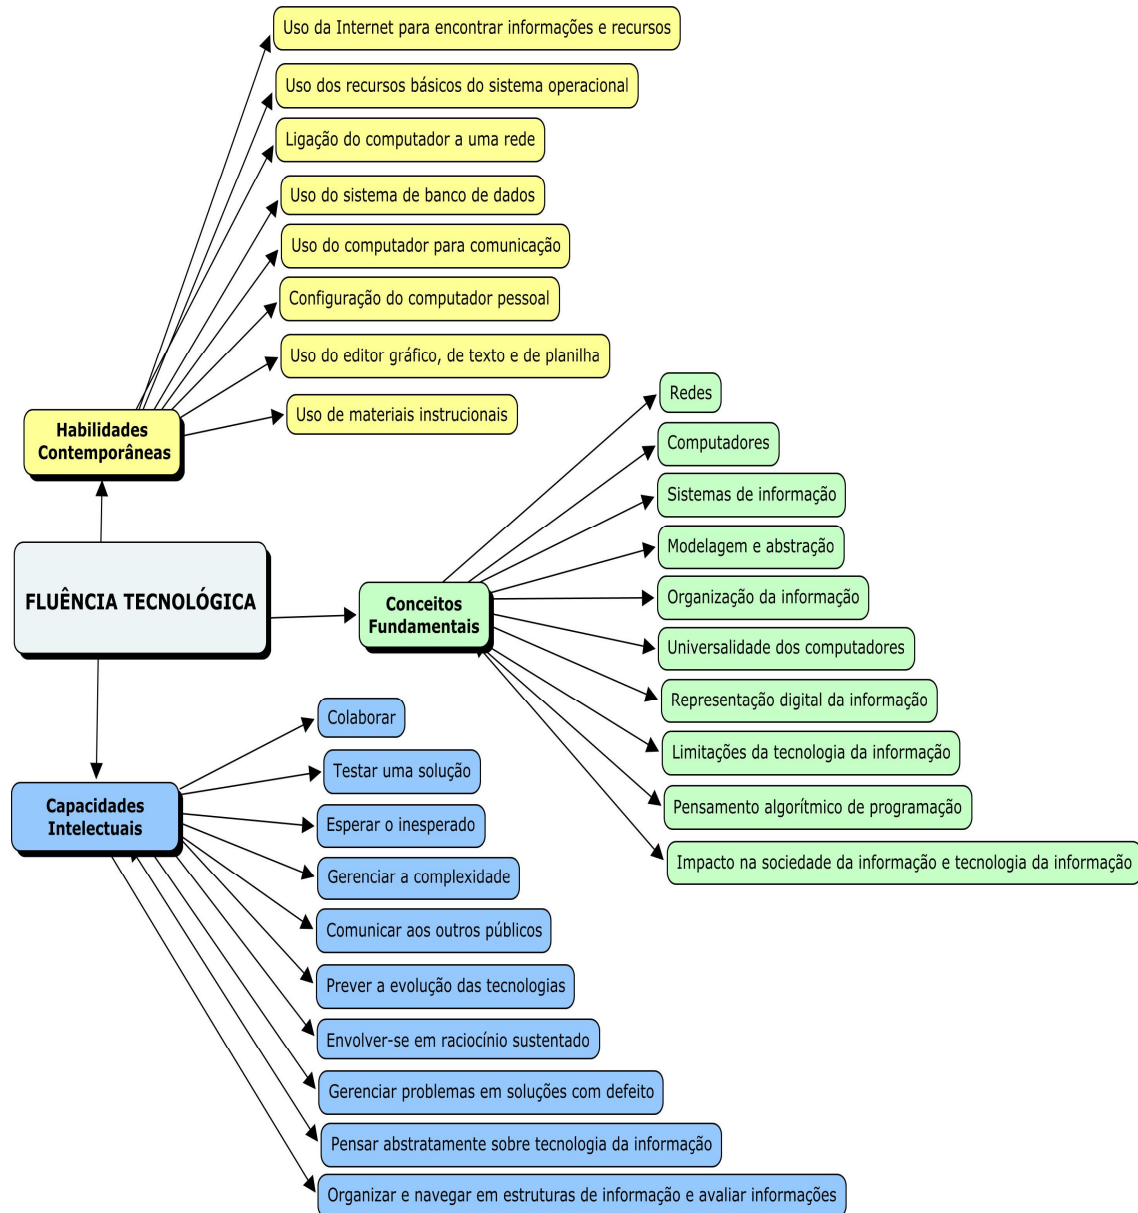 Uso da Internet para encontrar informações e recursos
Uso dos recursos básicos do sistema operacional
Ligação do computador a uma rede
Uso do sistema de banco de dados
Uso do computador para comunicação
Configuração do computador pessoal
Uso do editor gráfico, de texto e de planilha
Uso de materiais instrucionais
Habilidades
Contemporâneas
FLUÊNCIA TECNOLÓGICA
Conceitos
Fundamentais
Redes
Computadores
Sistemas de informação
Modelagem e abstração
Organização da informação
Universalidade dos computadores
Representação digital da informação
Limitações da tecnologia da informação
Pensamento algorítmico de programação
Impacto na sociedade da informação e tecnologia da informação
Capacidades
Intelectuais
Colaborar
Testar uma solução
Esperar o inesperado
Gerenciar a complexidade
Comunicar aos outros públicos
Prever a evolução das tecnologias
Envolver-se em raciocínio sustentado
Gerenciar problemas em soluções com defeito
Pensar abstratamente sobre tecnologia da informação
Organizar e navegar em estruturas de informação e avaliar informações